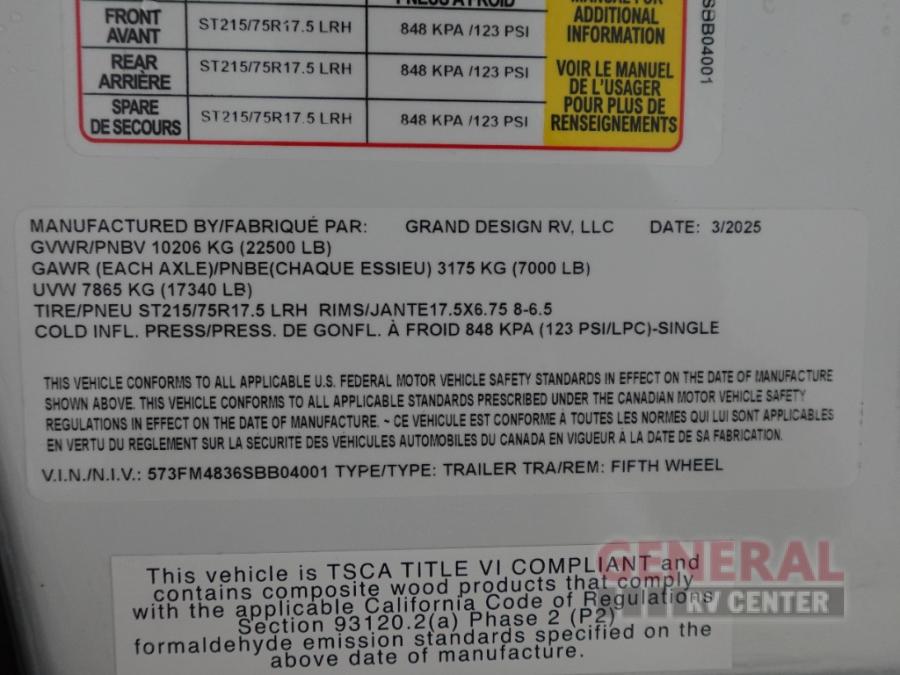 PNEUS À FROID
MANUAL FOR
FRONT
AVANT
ST215/75R17.5 LRH
848 KPA /123 PSI
ADDITIONAL
INFORMATION
REAR
ARRIÈRE
ST215/75R17.5 LRH
848 KPA /123 PSI
VOIR LE MANUEL
DE L'USAGER
POUR PLUS DE
RENSEIGNEMENTS
SPARE
DE SECOURS
ST215/75R17.5 LRH
848 KPA /123 PSI
SBB04001
MANUFACTURED BY/FABRIQUÉ PAR: GRAND DESIGN RV, LLC DATE: 3/2025
GVWR/PNBV 10206 KG (22500 LB)
GAWR (EACH AXLE)/PNBE(CHAQUE ESSIEU) 3175 KG (7000 LB)
UVW 7865 KG (17340 LB)
TIRE/PNEU ST215/75R17.5 LRH RIMS/JANTE17.5X6.75 8-6.5
COLD INFL. PRESS/PRESS. DE GONFL. À FROID 848 KPA (123 PSI/LPC)-SINGLE
THIS VEHICLE CONFORMS TO ALL APPLICABLE U.S. FEDERAL MOTOR VEHICLE SAFETY STANDARDS IN EFFECT ON THE DATE OF MANUFACTURE
SHOWN ABOVE. THIS VEHICLE CONFORMS TO ALL APPLICABLE STANDARDS PRESCRIBED UNDER THE CANADIAN MOTOR VEHICLE SAFETY
REGULATIONS IN EFFECT ON THE DATE OF MANUFACTURE. ~ CE VÉHICULE EST CONFORME À TOUTES LES NORMES QUI LUI SONT APPLICABLES
EN VERTU DU REGLEMENT SUR LA SÉCURITÉ DES VÉHICULES AUTOMOBILES DU CANADA EN VIGUEUR À LA DATE DE SA FABRICATION.
V.I.N./N.I.V.: 573FM4836SBB04001 TYPE/TYPE: TRAILER TRA/REM: FIFTH WHEEL
This vehicle is TSCA TITLE VI COMPLIANT and
contains composite wood products that comply
with the applicable California Code of Regulations
Section 93120.2(a) Phase 2 (P2)
formaldehyde emission standards specified on the
above date of manufacture.
GENERAL
RV CENTER